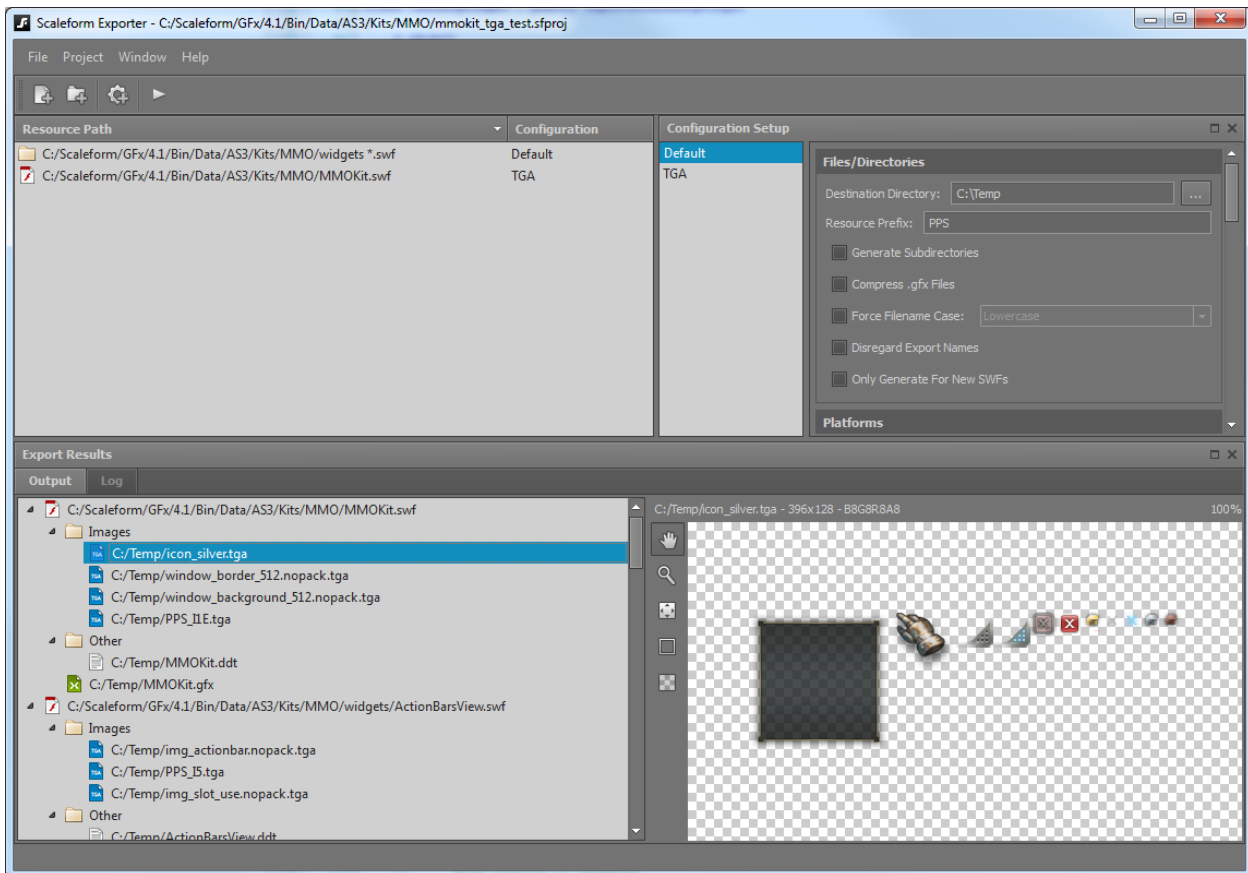 Scaleform Exporter - C:/Scaleform/GFx/4.1/Bin/Data/AS3/Kits/MMO/mmokit_tga_test.sfproj
File Project Window Help
Resource Path Configuration
C:/Scaleform/GFx/4.1/Bin/Data/AS3/Kits/MMO/widgets *.swf Default
C:/Scaleform/GFx/4.1/Bin/Data/AS3/Kits/MMO/MMOKit.swf TGA
Configuration Setup
Default
TGA
Files/Directories
Destination Directory: C:\Temp ...
Resource Prefix: PPS
Generate Subdirectories
Compress .gfx Files
Force Filename Case: Lowercase
Disregard Export Names
Only Generate For New SWFs
Platforms
Export Results
Output Log
C:/Scaleform/GFx/4.1/Bin/Data/AS3/Kits/MMO/MMOKit.swf
Images
C:/Temp/icon_silver.tga
C:/Temp/window_border_512.nopack.tga
C:/Temp/window_background_512.nopack.tga
C:/Temp/PPS_I1E.tga
Other
C:/Temp/MMOKit.ddt
C:/Temp/MMOKit.gfx
C:/Scaleform/GFx/4.1/Bin/Data/AS3/Kits/MMO/widgets/ActionBarsView.swf
Images
C:/Temp/img_actionbar.nopack.tga
C:/Temp/PPS_I5.tga
C:/Temp/img_slot_use.nopack.tga
Other
C:/Temp/ActionBarsView.ddt
C:/Temp/icon_silver.tga - 396x128 - B8G8R8A8 100%